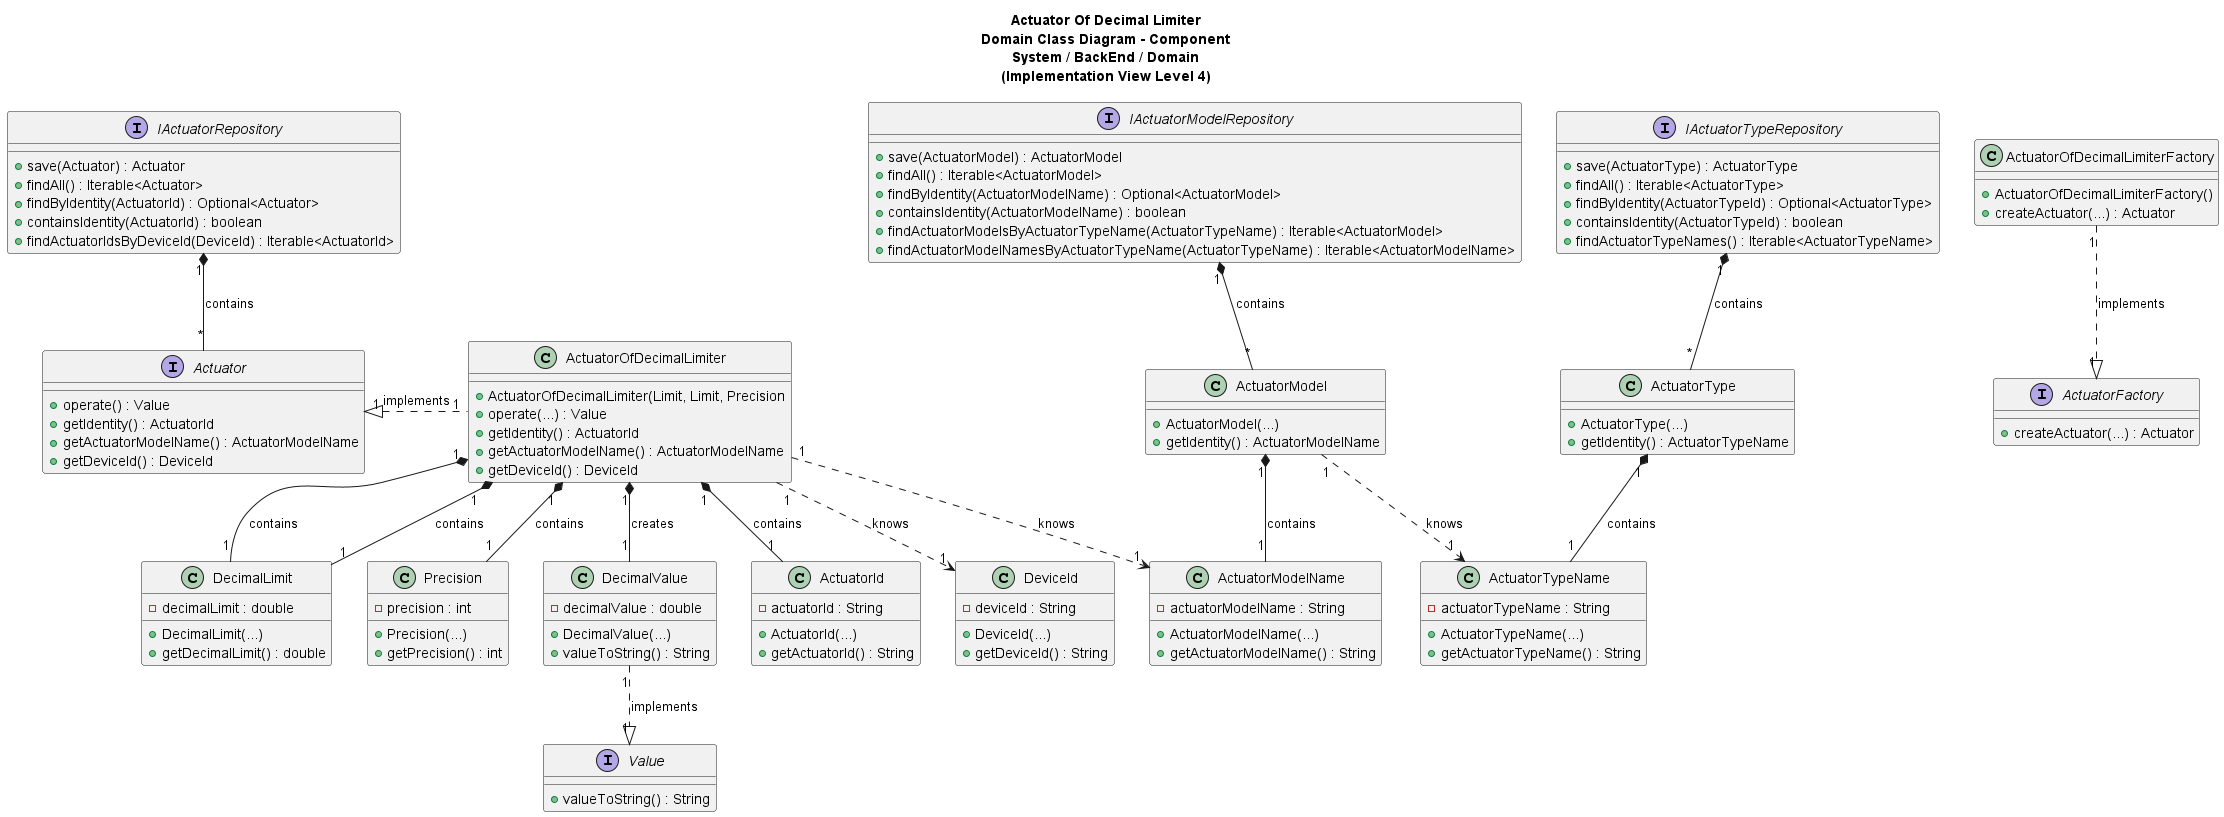 Actuator Of Decimal Limiter
Domain Class Diagram - Component
System / BackEnd / Domain
(Implementation View Level 4)
I IActuatorRepository
save(Actuator) : Actuator
findAll() : Iterable<Actuator>
findByIdentity(ActuatorId) : Optional<Actuator>
containsIdentity(ActuatorId) : boolean
findActuatorIdsByDeviceId(DeviceId) : Iterable<ActuatorId>
I IActuatorModelRepository
save(ActuatorModel) : ActuatorModel
findAll() : Iterable<ActuatorModel>
findByIdentity(ActuatorModelName) : Optional<ActuatorModel>
containsIdentity(ActuatorModelName) : boolean
findActuatorModelsByActuatorTypeName(ActuatorTypeName) : Iterable<ActuatorModel>
findActuatorModelNamesByActuatorTypeName(ActuatorTypeName) : Iterable<ActuatorModelName>
I IActuatorTypeRepository
save(ActuatorType) : ActuatorType
findAll() : Iterable<ActuatorType>
findByIdentity(ActuatorTypeId) : Optional<ActuatorType>
containsIdentity(ActuatorTypeId) : boolean
findActuatorTypeNames() : Iterable<ActuatorTypeName>
C ActuatorOfDecimalLimiterFactory
ActuatorOfDecimalLimiterFactory()
createActuator(...) : Actuator
1
contains
*
1
contains
*
1
contains
*
1
implements
1
I Actuator
operate() : Value
getIdentity() : ActuatorId
getActuatorModelName() : ActuatorModelName
getDeviceId() : DeviceId
1 implements 1
C ActuatorOfDecimalLimiter
ActuatorOfDecimalLimiter(Limit, Limit, Precision
operate(...) : Value
getIdentity() : ActuatorId
getActuatorModelName() : ActuatorModelName
getDeviceId() : DeviceId
C ActuatorModel
ActuatorModel(...)
getIdentity() : ActuatorModelName
C ActuatorType
ActuatorType(...)
getIdentity() : ActuatorTypeName
I ActuatorFactory
createActuator(...) : Actuator
1
contains
1
1
contains
1
1
contains
1
1
creates
1
1
contains
1
1
knows
1
1
knows
1
1
contains
1
1
knows
1
1
contains
1
C DecimalLimit
decimalLimit : double
DecimalLimit(...)
getDecimalLimit() : double
C Precision
precision : int
Precision(...)
getPrecision() : int
C DecimalValue
decimalValue : double
DecimalValue(...)
valueToString() : String
C ActuatorId
actuatorId : String
ActuatorId(...)
getActuatorId() : String
C DeviceId
deviceId : String
DeviceId(...)
getDeviceId() : String
C ActuatorModelName
actuatorModelName : String
ActuatorModelName(...)
getActuatorModelName() : String
C ActuatorTypeName
actuatorTypeName : String
ActuatorTypeName(...)
getActuatorTypeName() : String
1
implements
1
I Value
valueToString() : String